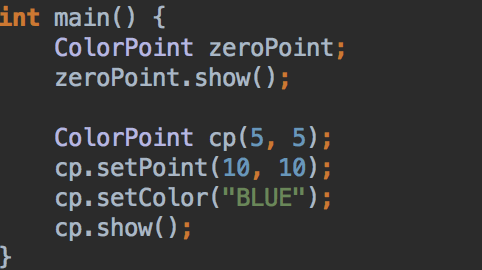 int main() {
    ColorPoint zeroPoint;
    zeroPoint.show();

    ColorPoint cp(5, 5);
    cp.setPoint(10, 10);
    cp.setColor("BLUE");
    cp.show();
}